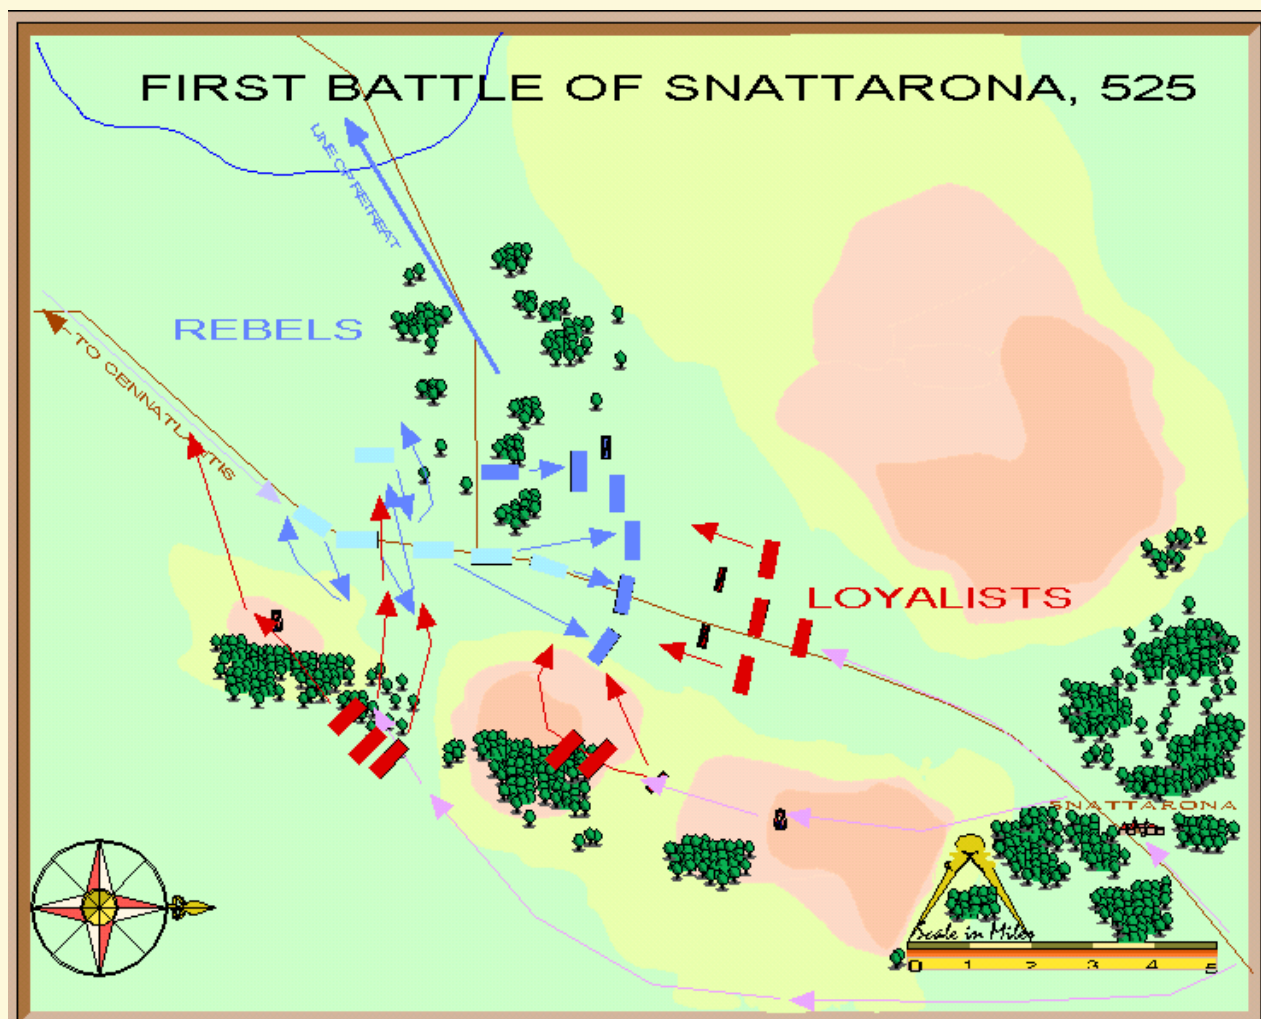 FIRST BATTLE OF SNATTARONA, 525
LINE OF RETREAT
REBELS
TO CENNATLANTIS
LOYALISTS
SNATTARONA
Scale in Miles
0 1 2 3 4 5